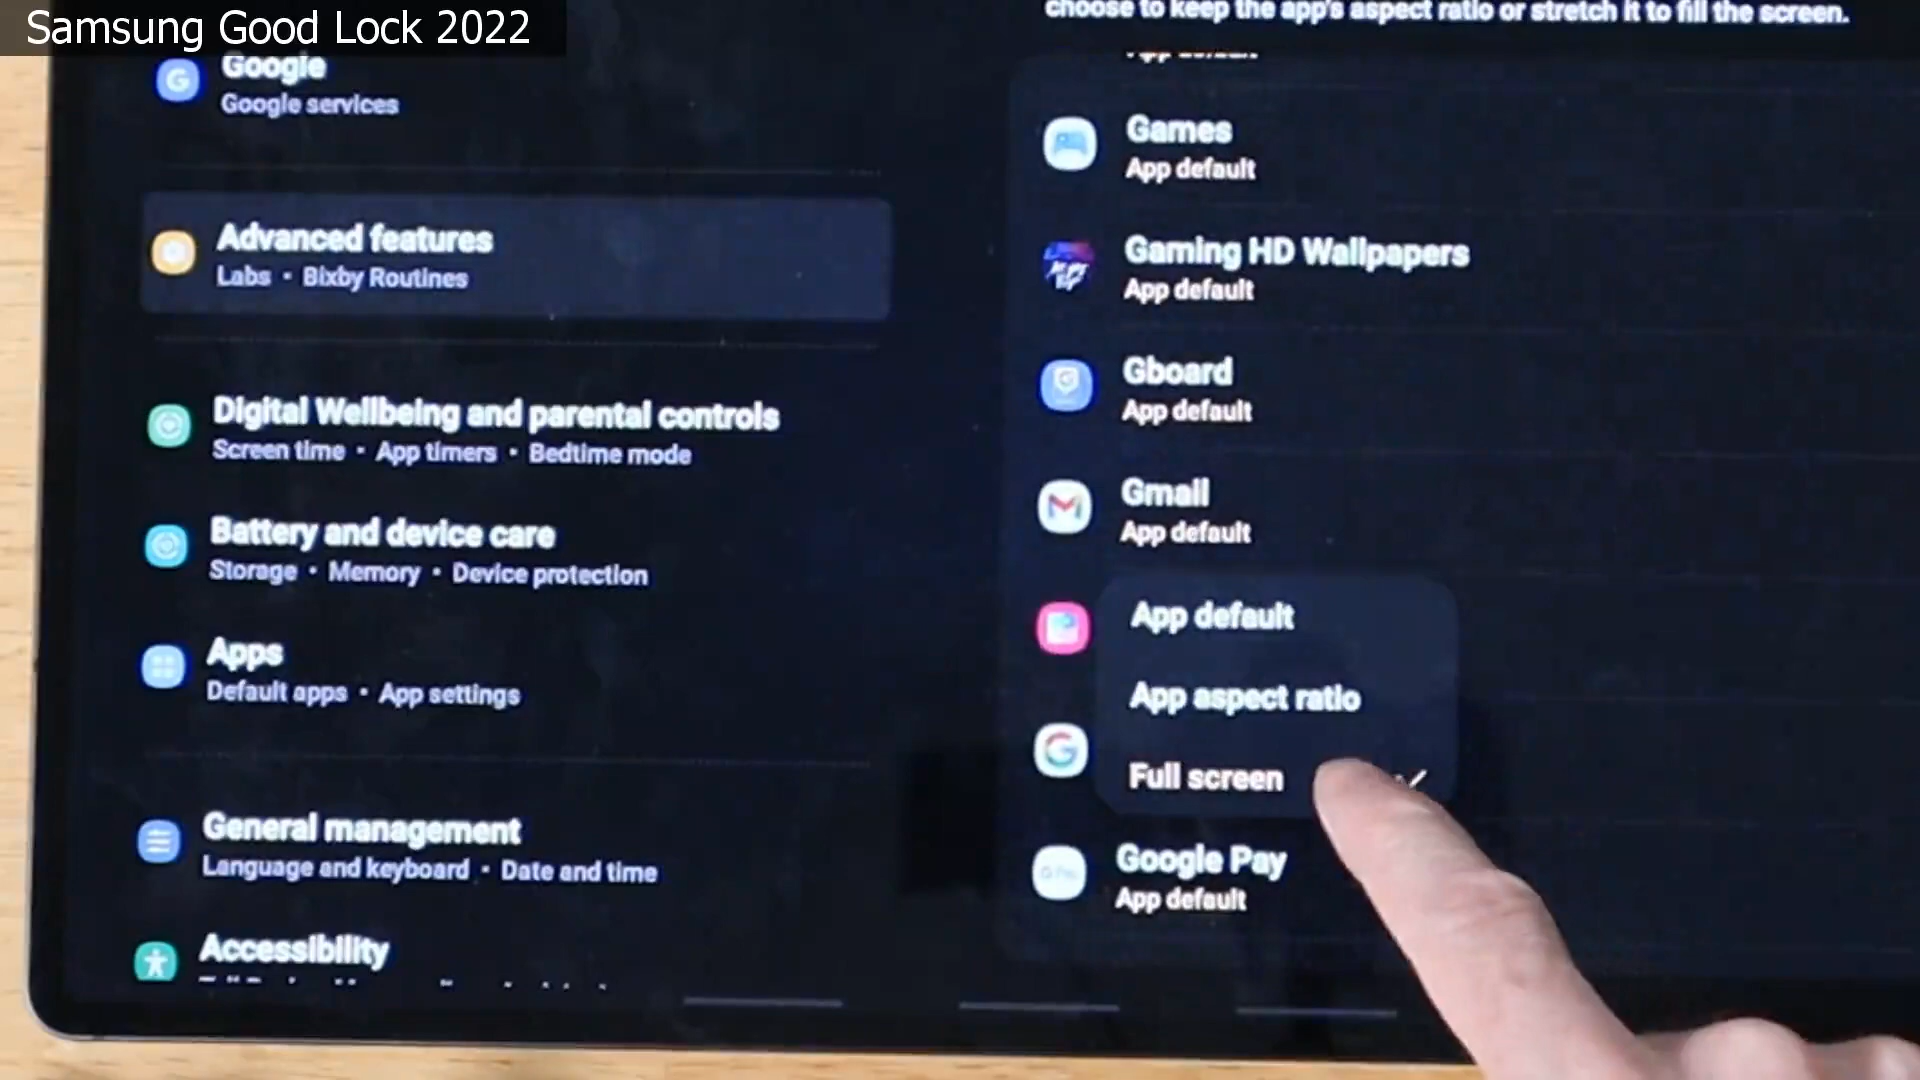 Samsung Good Lock 2022
choose to keep the app's aspect ratio or stretch it to fill the screen.
Google
Google services
Advanced features
Labs • Bixby Routines
Digital Wellbeing and parental controls
Screen time • App timers • Bedtime mode
Battery and device care
Storage • Memory • Device protection
Apps
Default apps • App settings
General management
Language and keyboard • Date and time
Accessibility
App default
Games
App default
Gaming HD Wallpapers
App default
Gboard
App default
Gmail
App default
App default
App aspect ratio
Full screen
Google Pay
App default